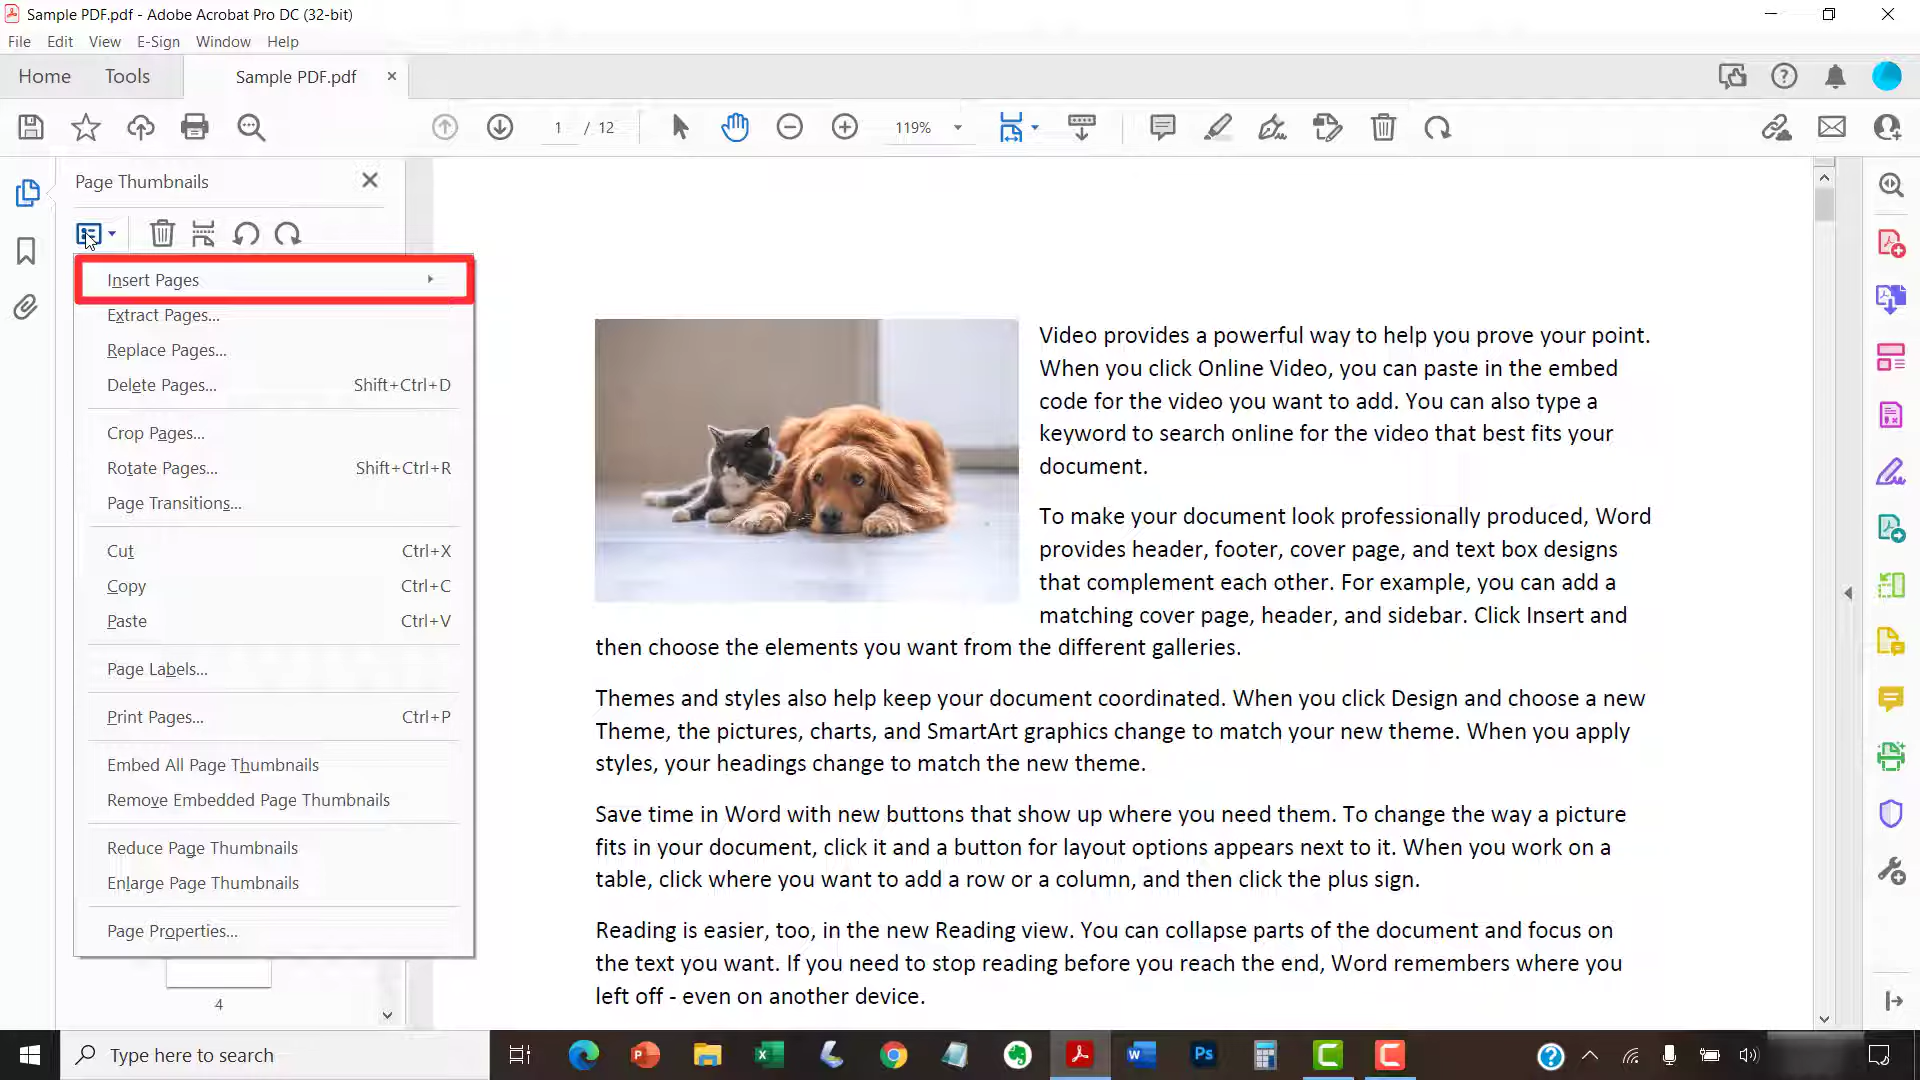 Sample PDF.pdf - Adobe Acrobat Pro DC (32-bit)
File Edit View E-Sign Window Help
Home Tools Sample PDF.pdf
1 / 12 119%
Page Thumbnails
Insert Pages
Extract Pages...
Replace Pages...
Delete Pages... Shift+Ctrl+D
Crop Pages...
Rotate Pages... Shift+Ctrl+R
Page Transitions...
Cut Ctrl+X
Copy Ctrl+C
Paste Ctrl+V
Page Labels...
Print Pages... Ctrl+P
Embed All Page Thumbnails
Remove Embedded Page Thumbnails
Reduce Page Thumbnails
Enlarge Page Thumbnails
Page Properties...
4
Video provides a powerful way to help you prove your point.
When you click Online Video, you can paste in the embed
code for the video you want to add. You can also type a
keyword to search online for the video that best fits your
document.
To make your document look professionally produced, Word
provides header, footer, cover page, and text box designs
that complement each other. For example, you can add a
matching cover page, header, and sidebar. Click Insert and
then choose the elements you want from the different galleries.
Themes and styles also help keep your document coordinated. When you click Design and choose a new
Theme, the pictures, charts, and SmartArt graphics change to match your new theme. When you apply
styles, your headings change to match the new theme.
Save time in Word with new buttons that show up where you need them. To change the way a picture
fits in your document, click it and a button for layout options appears next to it. When you work on a
table, click where you want to add a row or a column, and then click the plus sign.
Reading is easier, too, in the new Reading view. You can collapse parts of the document and focus on
the text you want. If you need to stop reading before you reach the end, Word remembers where you
left off - even on another device.
Type here to search